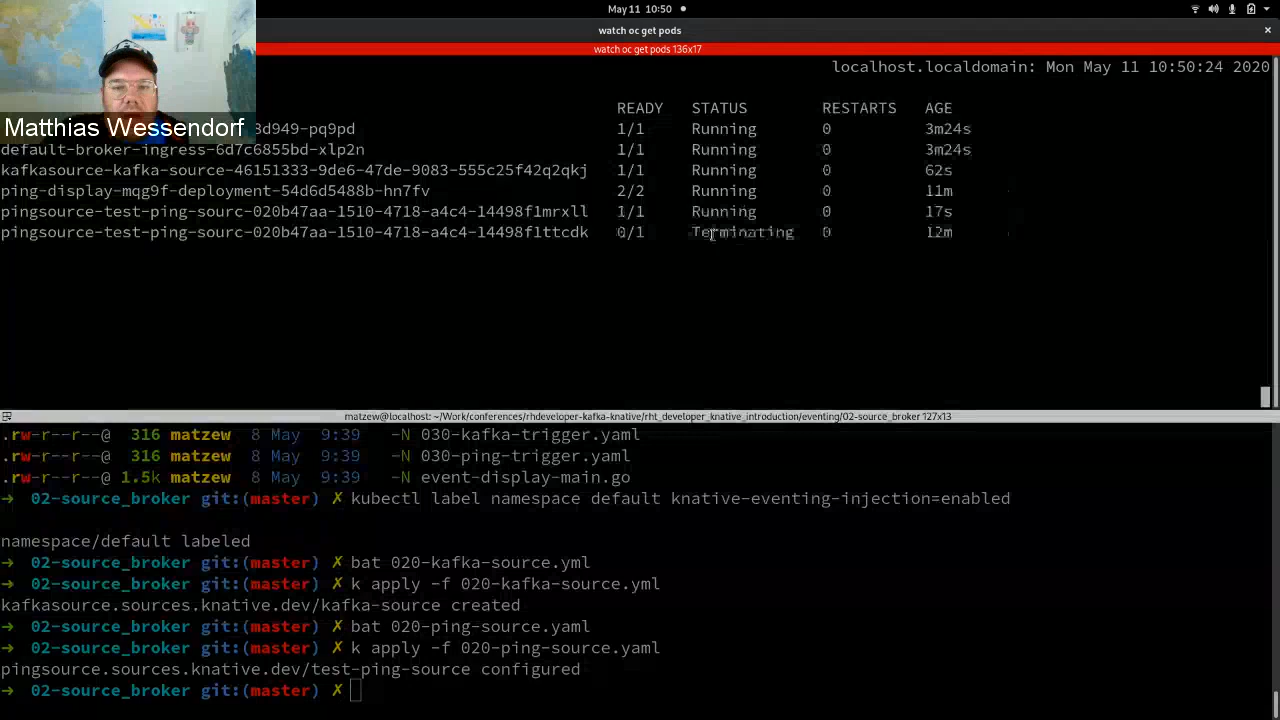 May 11 10:50
watch oc get pods
watch oc get pods 136x17
localhost.localdomain: Mon May 11 10:50:24 2020
READY STATUS RESTARTS AGE
Matthias Wessendorf
8d949-pq9pd 1/1 Running 0 3m24s
default-broker-ingress-6d7c6855bd-xlp2n 1/1 Running 0 3m24s
kafkasource-kafka-source-46151333-9de6-47de-9083-555c25f42q2qkj 1/1 Running 0 62s
ping-display-mqg9f-deployment-54d6d5488b-hn7fv 2/2 Running 0 11m
pingsource-test-ping-sourc-020b47aa-1510-4718-a4c4-14498f1mrxll 1/1 Running 0 17s
pingsource-test-ping-sourc-020b47aa-1510-4718-a4c4-14498f1ttcdk 0/1 Terminating 0 12m
matzew@localhost: ~/Work/conferences/rhdeveloper-kafka-knative/rht_developer_knative_introduction/eventing/02-source_broker 127x13
.rw-r--r--@ 316 matzew 8 May 9:39 -N 030-kafka-trigger.yaml
.rw-r--r--@ 316 matzew 8 May 9:39 -N 030-ping-trigger.yaml
.rw-r--r--@ 1.5k matzew 8 May 9:39 -N event-display-main.go
→ 02-source_broker git:(master) ✗ kubectl label namespace default knative-eventing-injection=enabled
namespace/default labeled
→ 02-source_broker git:(master) ✗ bat 020-kafka-source.yml
→ 02-source_broker git:(master) ✗ k apply -f 020-kafka-source.yml
kafkasource.sources.knative.dev/kafka-source created
→ 02-source_broker git:(master) ✗ bat 020-ping-source.yaml
→ 02-source_broker git:(master) ✗ k apply -f 020-ping-source.yaml
pingsource.sources.knative.dev/test-ping-source configured
→ 02-source_broker git:(master) ✗